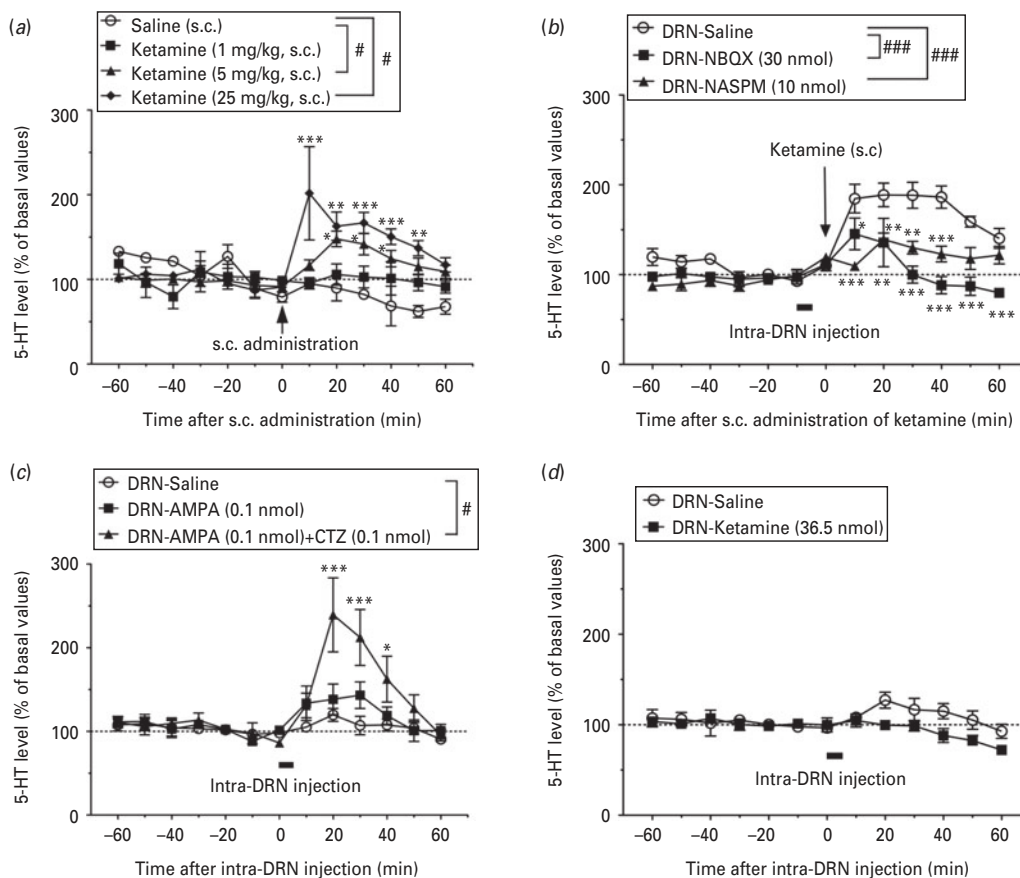 (a)
Saline (s.c.)
Ketamine (1 mg/kg, s.c.)
Ketamine (5 mg/kg, s.c.)
Ketamine (25 mg/kg, s.c.)
#
#
5-HT level (% of basal values)
300
200
100
0
***
**
***
***
**
*
*
*
s.c. administration
−60
−40
−20
0
20
40
60
Time after s.c. administration (min)
(b)
DRN-Saline
DRN-NBQX (30 nmol)
DRN-NASPM (10 nmol)
###
###
5-HT level (% of basal values)
300
200
100
0
Ketamine (s.c)
*
**
**
***
***
**
***
***
***
***
Intra-DRN injection
−60
−40
−20
0
20
40
60
Time after s.c. administration of ketamine (min)
(c)
DRN-Saline
DRN-AMPA (0.1 nmol)
DRN-AMPA (0.1 nmol)+CTZ (0.1 nmol)
#
5-HT level (% of basal values)
300
200
100
0
***
***
*
Intra-DRN injection
−60
−40
−20
0
20
40
60
Time after intra-DRN injection (min)
(d)
DRN-Saline
DRN-Ketamine (36.5 nmol)
5-HT level (% of basal values)
300
200
100
0
Intra-DRN injection
−60
−40
−20
0
20
40
60
Time after intra-DRN injection (min)